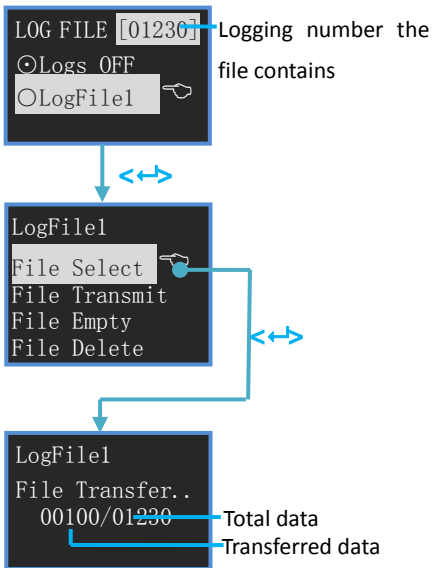 LOG FILE [01230]
Logging number the
file contains
⊙Logs OFF
○LogFile1
<↵>
LogFile1
File Select
File Transmit
File Empty
File Delete
<↵>
LogFile1
File Transfer..
00100/01230
Total data
Transferred data